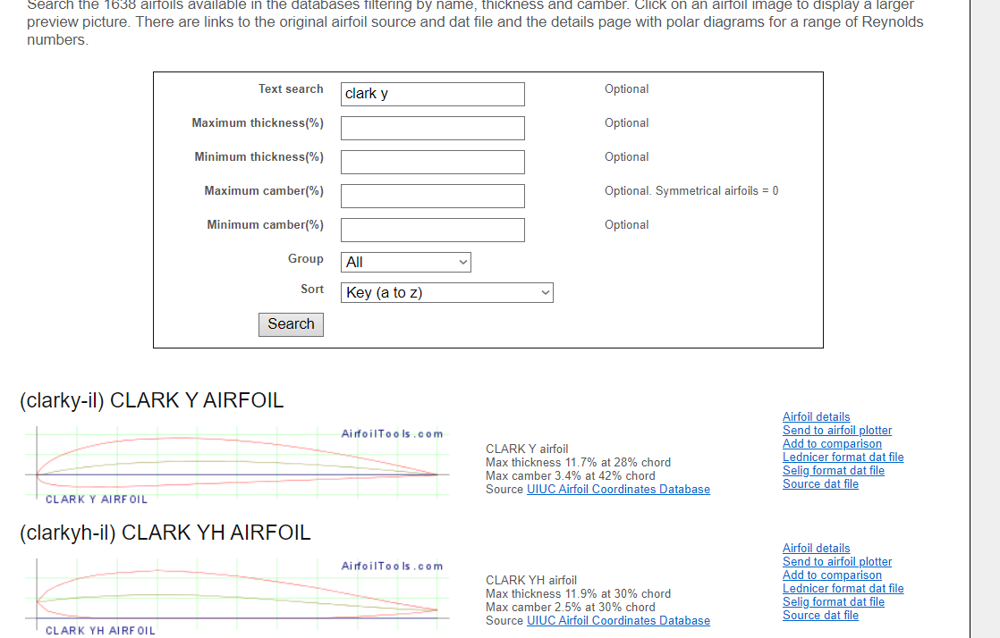 Search the 1638 airfoils available in the databases filtering by name, thickness and camber. Click on an airfoil image to display a larger
preview picture. There are links to the original airfoil source and dat file and the details page with polar diagrams for a range of Reynolds
numbers.
Text search clark y Optional
Maximum thickness(%) Optional
Minimum thickness(%) Optional
Maximum camber(%) Optional. Symmetrical airfoils = 0
Minimum camber(%) Optional
Group All
Sort Key (a to z)
Search
(clarky-il) CLARK Y AIRFOIL
AirfoilTools.com
CLARK Y AIRFOIL
CLARK Y airfoil
Max thickness 11.7% at 28% chord
Max camber 3.4% at 42% chord
Source UIUC Airfoil Coordinates Database
Airfoil details
Send to airfoil plotter
Add to comparison
Lednicer format dat file
Selig format dat file
Source dat file
(clarkyh-il) CLARK YH AIRFOIL
AirfoilTools.com
CLARK YH AIRFOIL
CLARK YH airfoil
Max thickness 11.9% at 30% chord
Max camber 2.5% at 30% chord
Source UIUC Airfoil Coordinates Database
Airfoil details
Send to airfoil plotter
Add to comparison
Lednicer format dat file
Selig format dat file
Source dat file